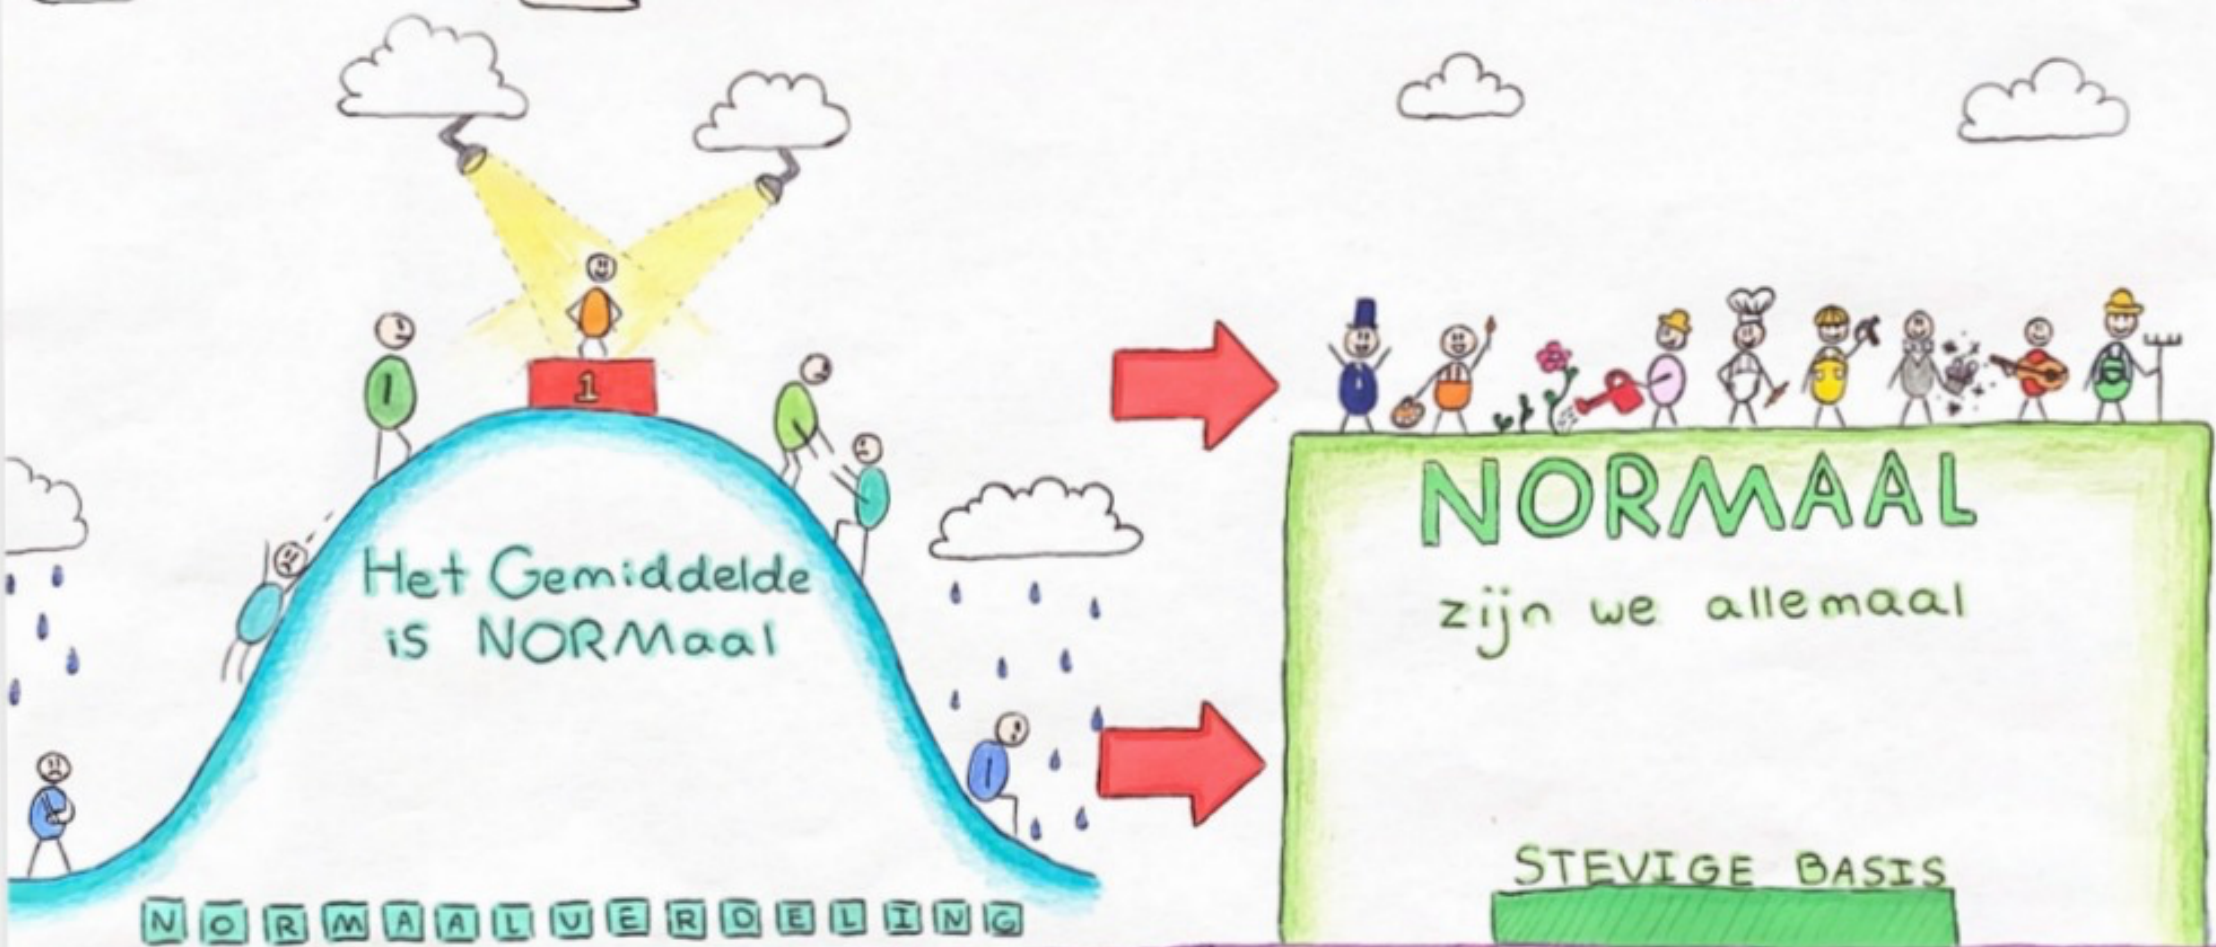 1
Het Gemiddelde
is NORMaal
NORMAALVERDELING
NORMAAL
zijn we allemaal
STEVIGE BASIS